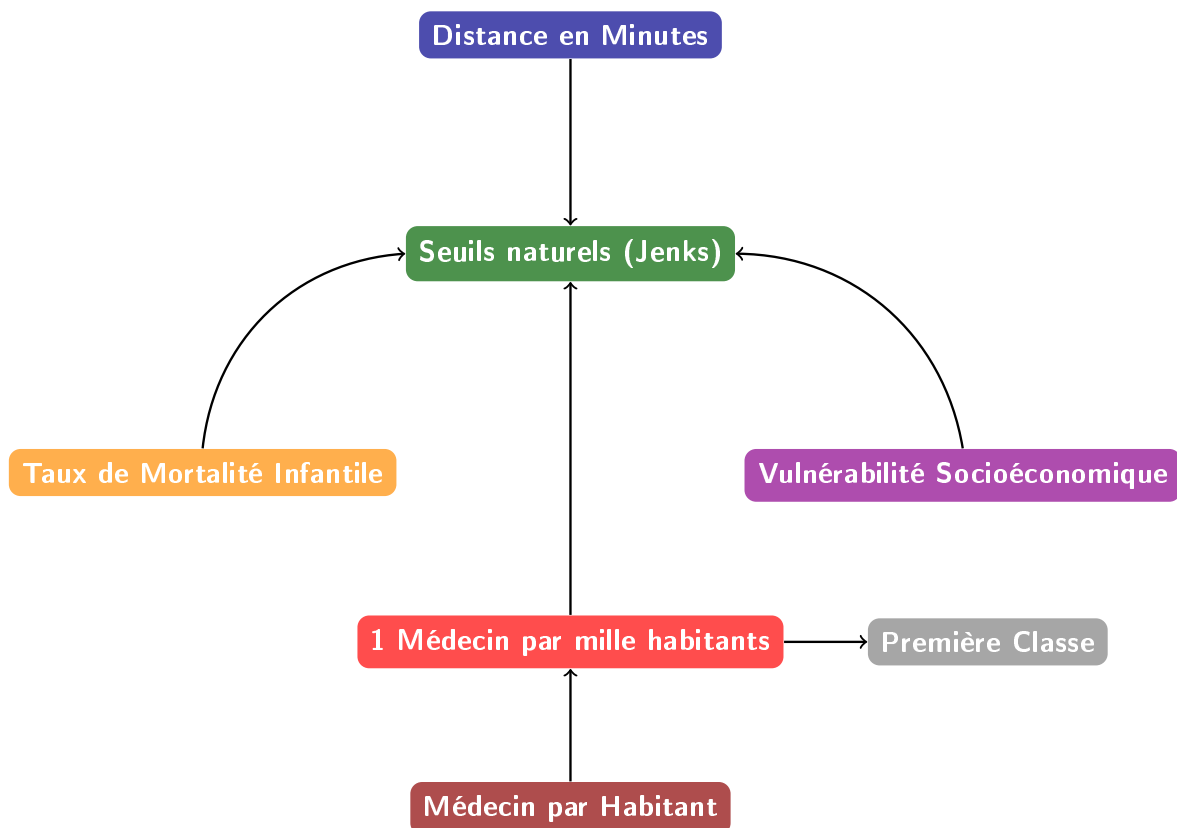 Distance en Minutes
Seuils naturels (Jenks)
Taux de Mortalité Infantile
Vulnérabilité Socioéconomique
1 Médecin par mille habitants
Première Classe
Médecin par Habitant